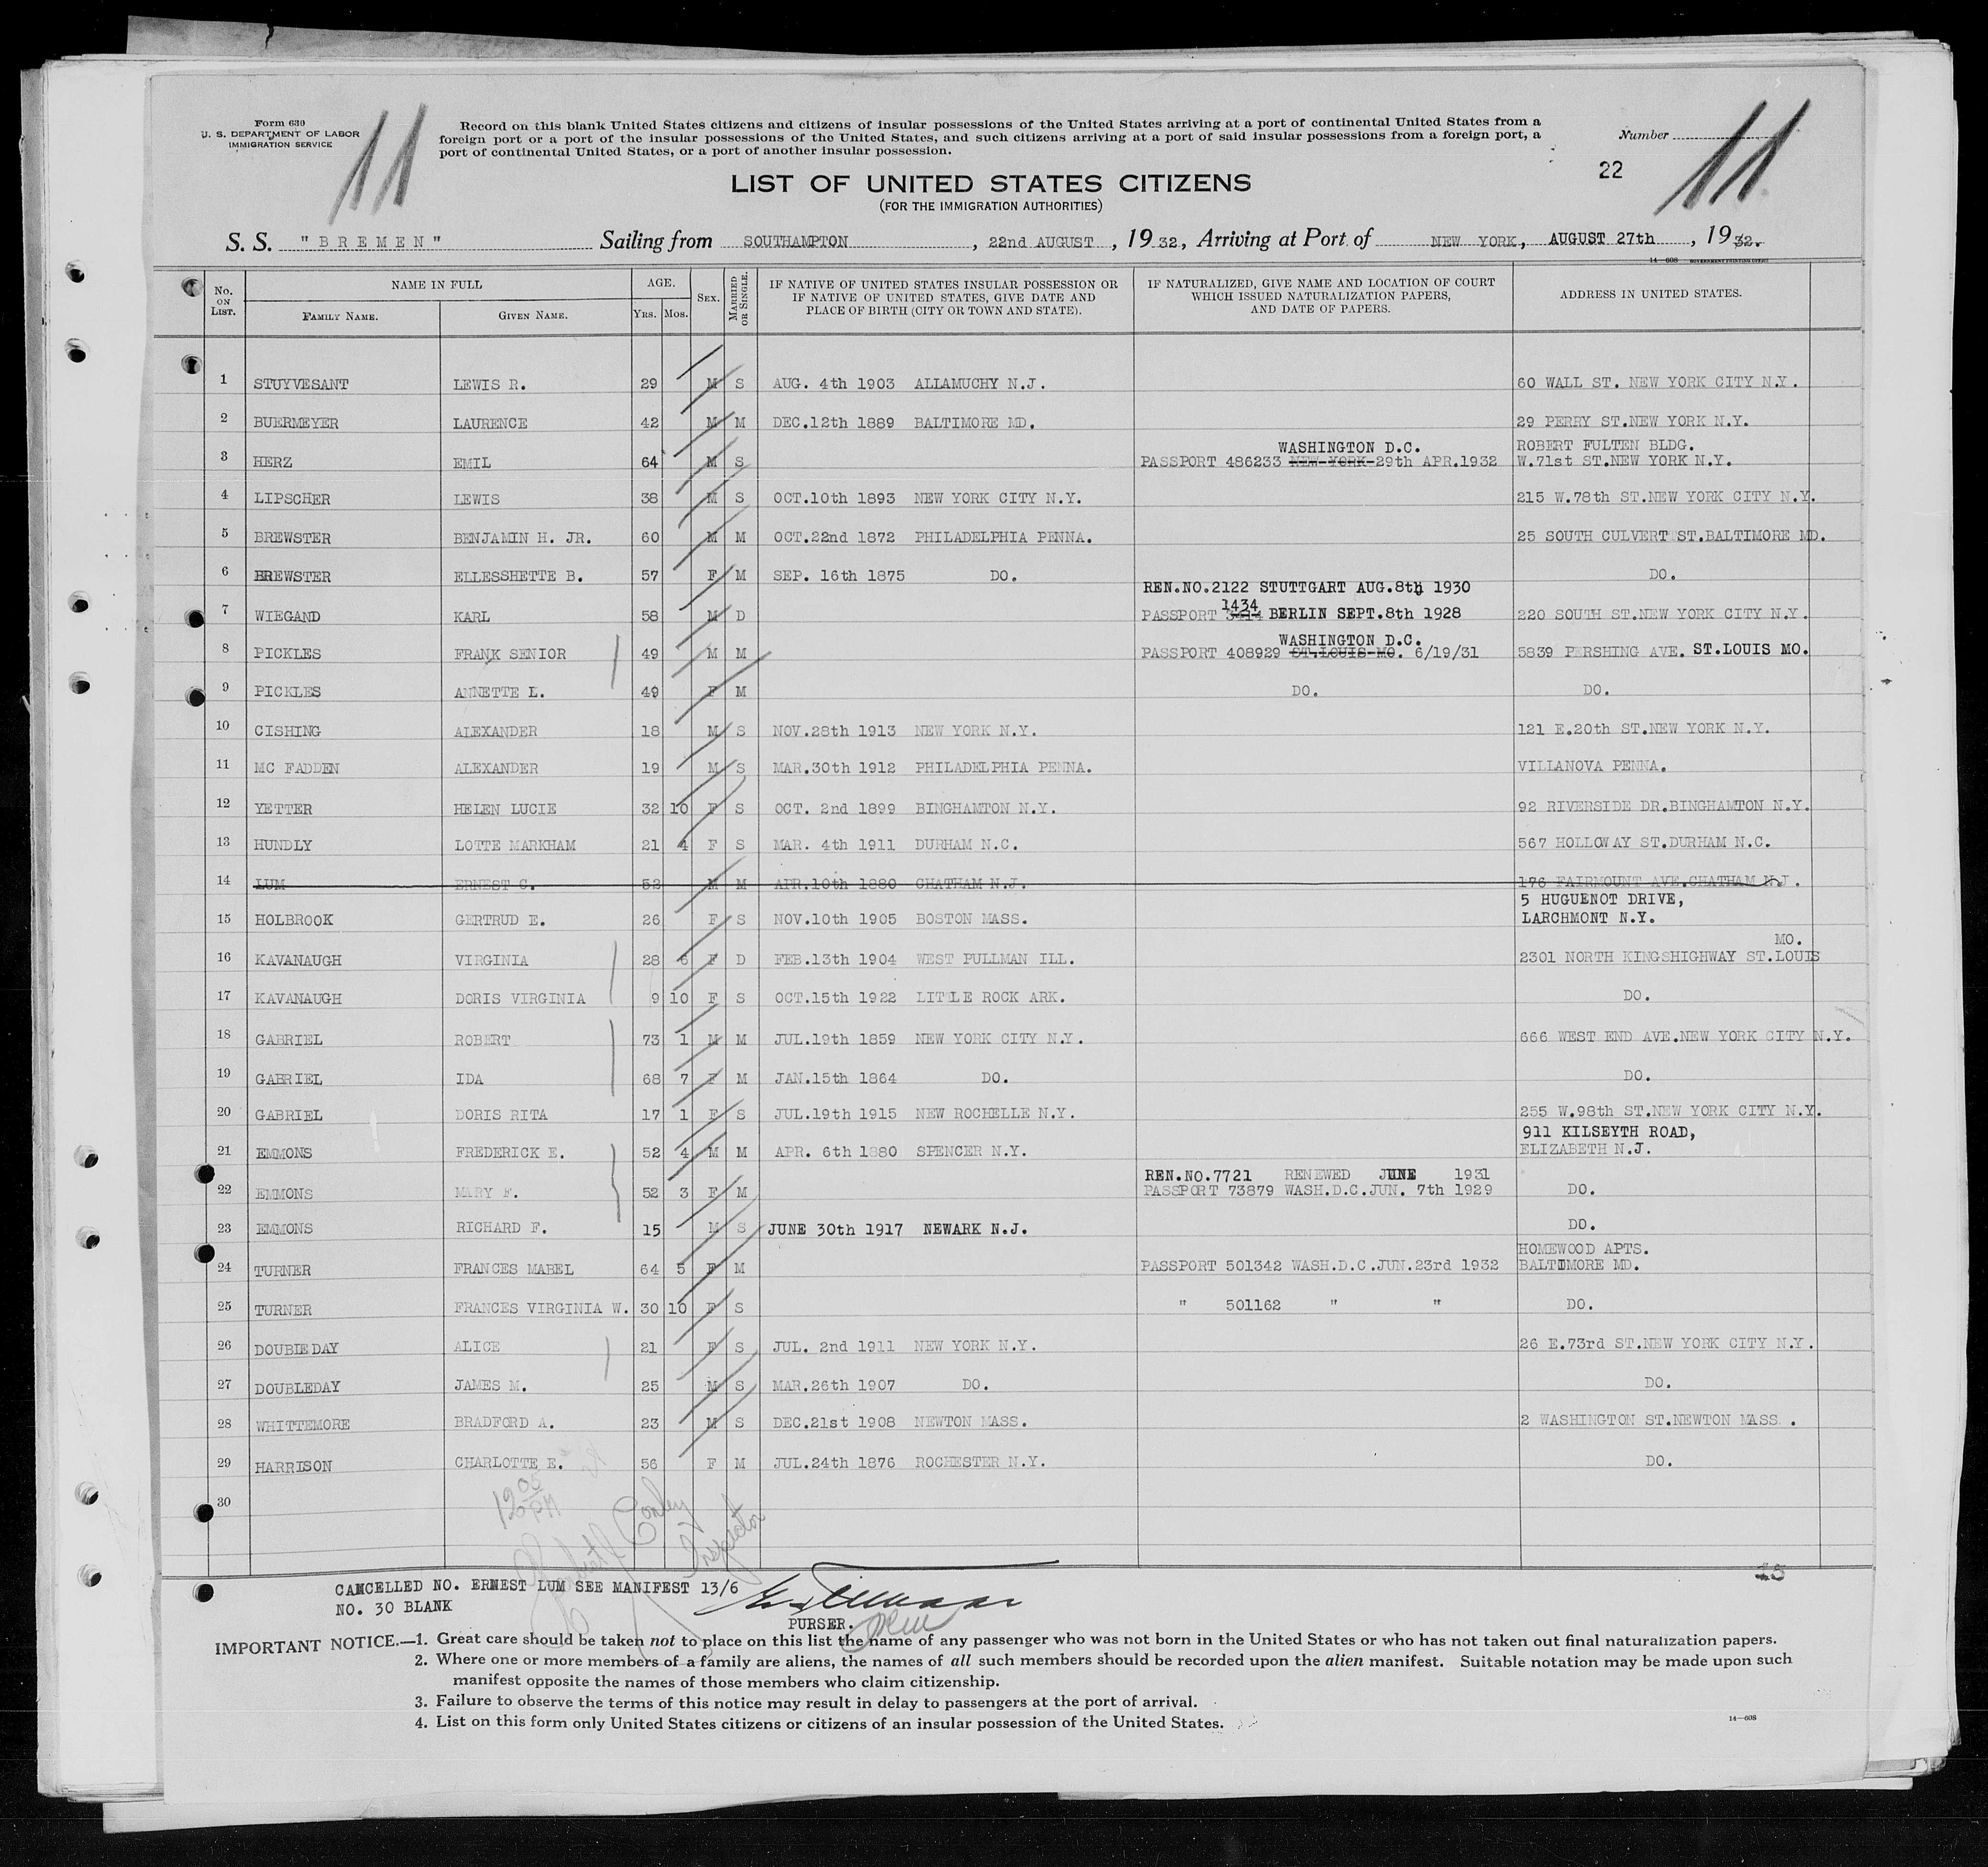 Form 630
U. S. DEPARTMENT OF LABOR
IMMIGRATION SERVICE
11
Record on this blank United States citizens and citizens of insular possessions of the United States arriving at a port of continental United States from a
foreign port or a port of the insular possessions of the United States, and such citizens arriving at a port of said insular possessions from a foreign port, a
port of continental United States, or a port of another insular possession.
Number
22
11
LIST OF UNITED STATES CITIZENS
(FOR THE IMMIGRATION AUTHORITIES)
S. S. "BREMEN" Sailing from SOUTHAMPTON, 22nd AUGUST, 1932, Arriving at Port of NEW YORK, AUGUST 27th, 1932.
14—608 GOVERNMENT PRINTING OFFICE
No. ON LIST. NAME IN FULL FAMILY NAME. GIVEN NAME. AGE. YRS. MOS. SEX. MARRIED OR SINGLE. IF NATIVE OF UNITED STATES INSULAR POSSESSION OR IF NATIVE OF UNITED STATES, GIVE DATE AND PLACE OF BIRTH (CITY OR TOWN AND STATE). IF NATURALIZED, GIVE NAME AND LOCATION OF COURT WHICH ISSUED NATURALIZATION PAPERS, AND DATE OF PAPERS. ADDRESS IN UNITED STATES.
1 STUYVESANT LEWIS R. 29 M S AUG. 4th 1903 ALLAMUCHY N.J. 60 WALL ST. NEW YORK CITY N.Y.
2 BUERMEYER LAURENCE 42 M M DEC.12th 1889 BALTIMORE MD. 29 PERRY ST.NEW YORK N.Y.
WASHINGTON D.C. ROBERT FULTEN BLDG.
3 HERZ EMIL 64 M S PASSPORT 486233 NEW YORK 29th APR.1932 W.71st ST.NEW YORK N.Y.
4 LIPSCHER LEWIS 38 M S OCT.10th 1893 NEW YORK CITY N.Y. 215 W.78th ST.NEW YORK CITY N.Y.
5 BREWSTER BENJAMIN H. JR. 60 M M OCT.22nd 1872 PHILADELPHIA PENNA. 25 SOUTH CULVERT ST.BALTIMORE MD.
6 BREWSTER ELLESSHETTE B. 57 F M SEP. 16th 1875 DO. DO.
REN.NO.2122 STUTTGART AUG.8th 1930
7 WIEGAND KARL 58 M D PASSPORT 1434 BERLIN SEPT.8th 1928 220 SOUTH ST.NEW YORK CITY N.Y.
WASHINGTON D.C.
8 PICKLES FRANK SENIOR 49 M M PASSPORT 408929 ST.LOUIS MO. 6/19/31 5839 PERSHING AVE. ST.LOUIS MO.
9 PICKLES ANNETTE L. 49 F M DO. DO.
10 CISHING ALEXANDER 18 M S NOV.28th 1913 NEW YORK N.Y. 121 E.20th ST.NEW YORK N.Y.
11 MC FADDEN ALEXANDER 19 M S MAR.30th 1912 PHILADELPHIA PENNA. VILLANOVA PENNA.
12 YETTER HELEN LUCIE 32 10 F S OCT. 2nd 1899 BINGHAMTON N.Y. 92 RIVERSIDE DR.BINGHAMTON N.Y.
13 HUNDLY LOTTE MARKHAM 21 4 F S MAR. 4th 1911 DURHAM N.C. 567 HOLLOWAY ST.DURHAM N.C.
14 LUM ERNEST C. 52 M M APR.10th 1880 CHATHAM N.J. 176 FAIRMOUNT AVE.CHATHAM N.J.
5 HUGUENOT DRIVE,
15 HOLBROOK GERTRUD E. 26 F S NOV.10th 1905 BOSTON MASS. LARCHMONT N.Y.
MO.
16 KAVANAUGH VIRGINIA 28 6 F D FEB.13th 1904 WEST PULLMAN ILL. 2301 NORTH KINGSHIGHWAY ST.LOUIS
17 KAVANAUGH DORIS VIRGINIA 9 10 F S OCT.15th 1922 LITTLE ROCK ARK. DO.
18 GABRIEL ROBERT 73 1 M M JUL.19th 1859 NEW YORK CITY N.Y. 666 WEST END AVE.NEW YORK CITY N.Y.
19 GABRIEL IDA 68 7 F M JAN.15th 1864 DO. DO.
20 GABRIEL DORIS RITA 17 1 F S JUL.19th 1915 NEW ROCHELLE N.Y. 255 W.98th ST.NEW YORK CITY N.Y.
911 KILSEYTH ROAD,
21 EMMONS FREDERICK E. 52 4 M M APR. 6th 1880 SPENCER N.Y. ELIZABETH N.J.
REN.NO.7721 RENEWED JUNE 1931
22 EMMONS MARY F. 52 3 F M PASSPORT 73879 WASH.D.C.JUN. 7th 1929 DO.
23 EMMONS RICHARD F. 15 M S JUNE 30th 1917 NEWARK N.J. DO.
HOMEWOOD APTS.
24 TURNER FRANCES MABEL 64 5 F M PASSPORT 501342 WASH.D.C.JUN.23rd 1932 BALTIMORE MD.
25 TURNER FRANCES VIRGINIA W. 30 10 F S " 501162 " " DO.
26 DOUBLEDAY ALICE 21 F S JUL. 2nd 1911 NEW YORK N.Y. 26 E.73rd ST.NEW YORK CITY N.Y.
27 DOUBLEDAY JAMES M. 25 M S MAR.26th 1907 DO. DO.
28 WHITTEMORE BRADFORD A. 23 M S DEC.21st 1908 NEWTON MASS. 2 WASHINGTON ST.NEWTON MASS.
29 HARRISON CHARLOTTE E. 56 F M JUL.24th 1876 ROCHESTER N.Y. DO.
30
12 05 PM
Conley
Inspector
CANCELLED NO. ERNEST LUM SEE MANIFEST 13/6
NO. 30 BLANK
PURSER.
IMPORTANT NOTICE.—1. Great care should be taken not to place on this list the name of any passenger who was not born in the United States or who has not taken out final naturalization papers.
2. Where one or more members of a family are aliens, the names of all such members should be recorded upon the alien manifest. Suitable notation may be made upon such
manifest opposite the names of those members who claim citizenship.
3. Failure to observe the terms of this notice may result in delay to passengers at the port of arrival.
4. List on this form only United States citizens or citizens of an insular possession of the United States.
14—608